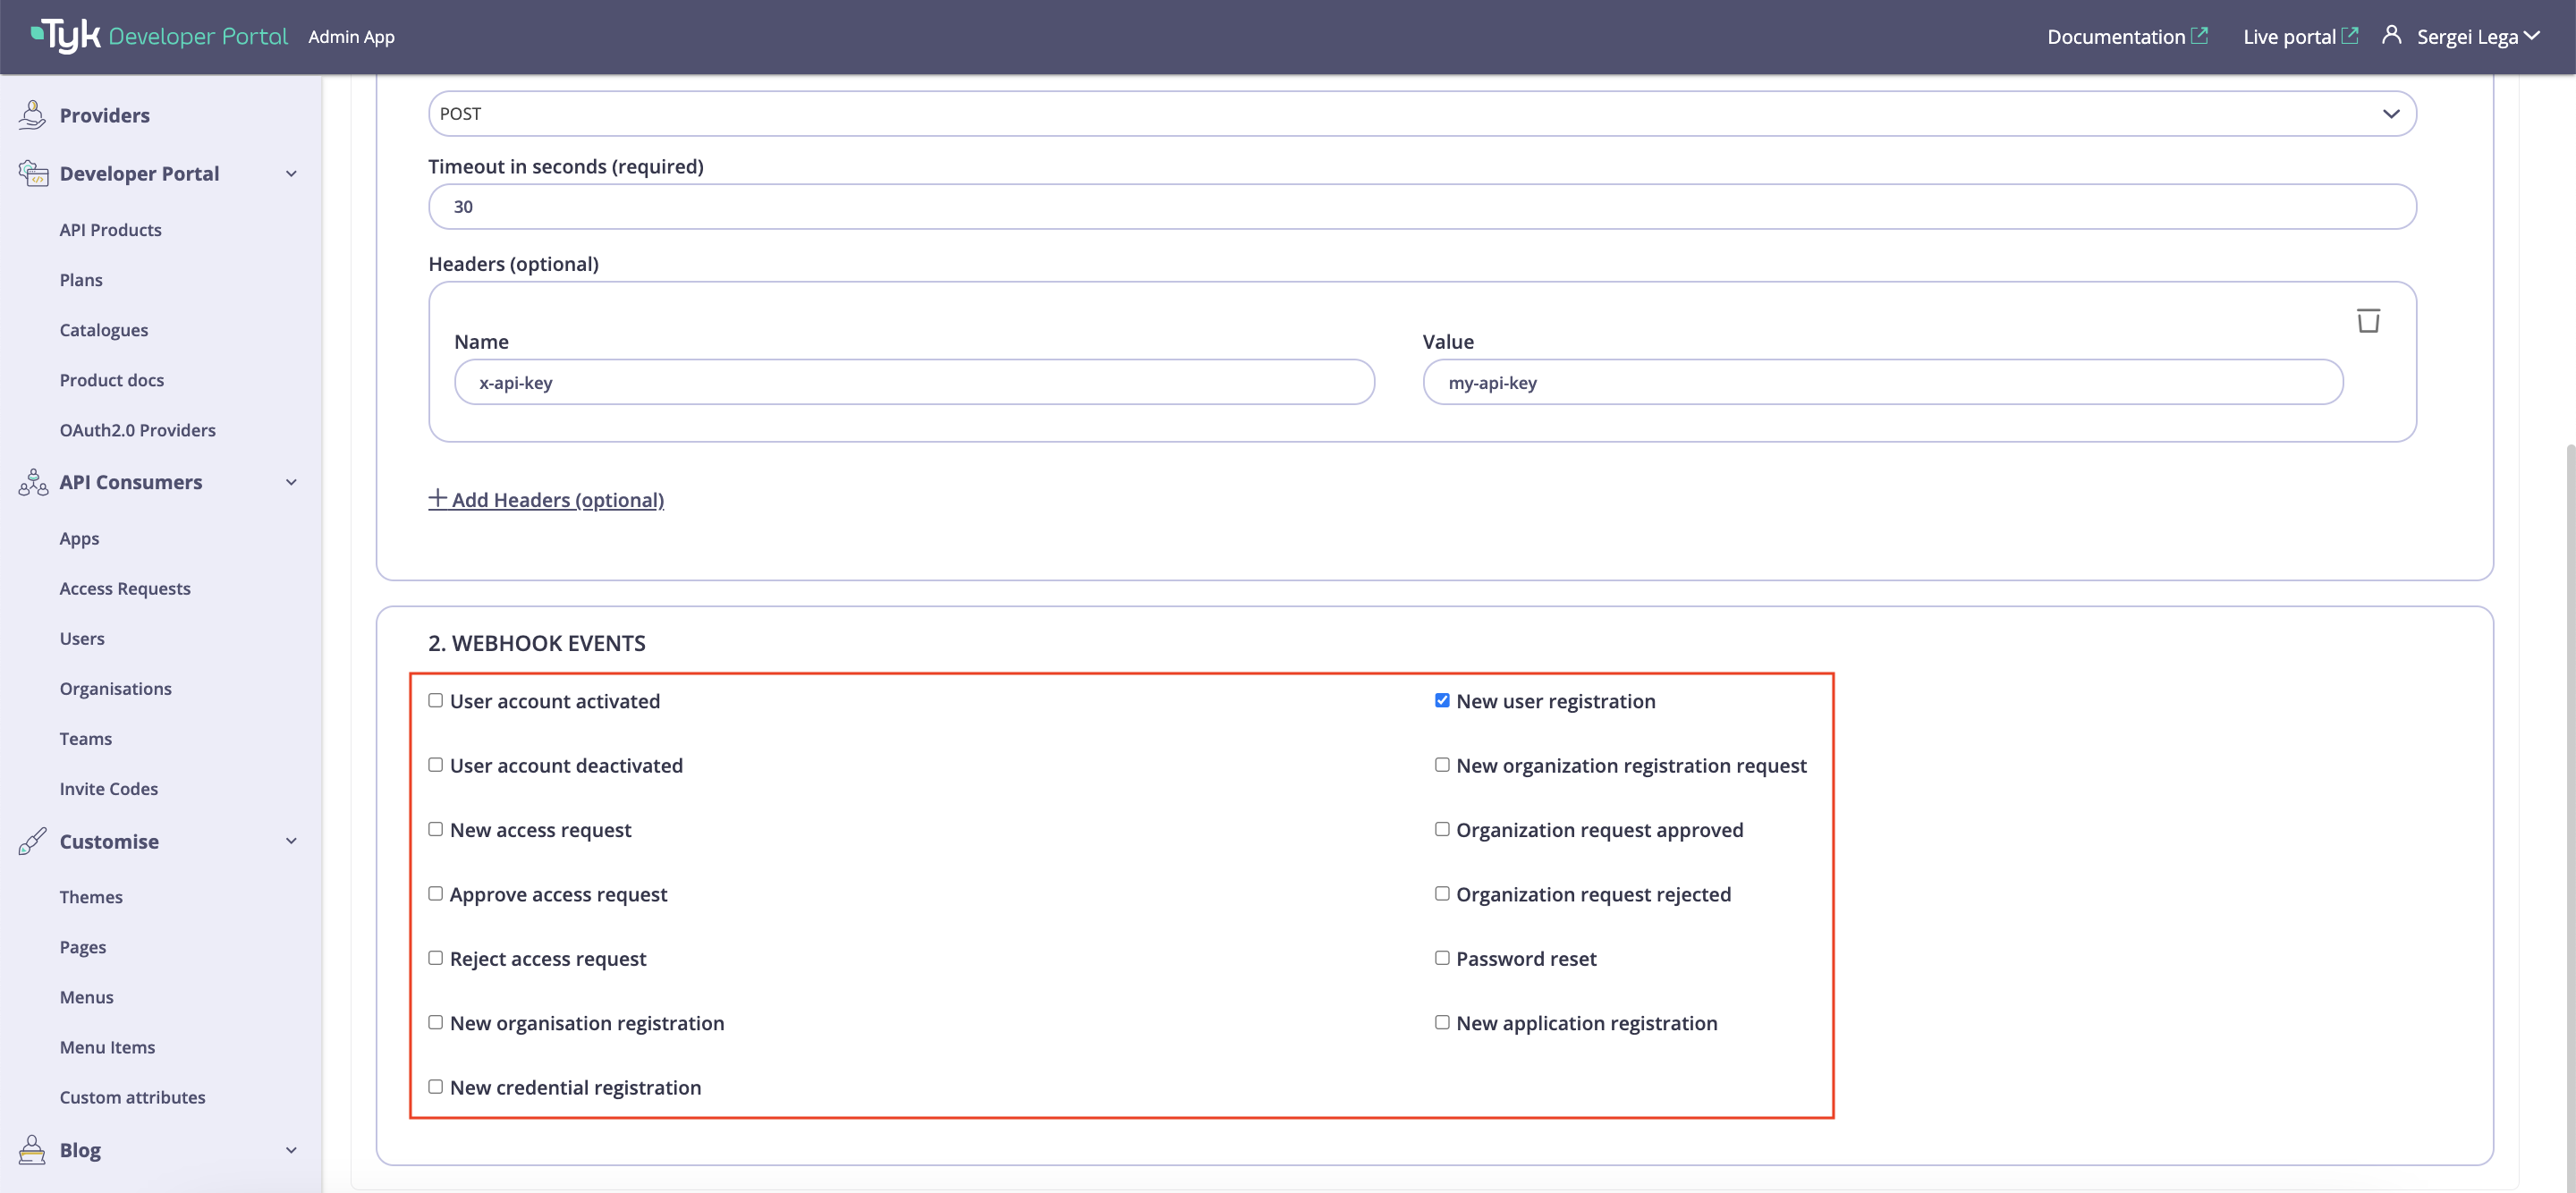 Tyk Developer Portal Admin App
Documentation Live portal Sergei Lega
Providers
Developer Portal
API Products
Plans
Catalogues
Product docs
OAuth2.0 Providers
API Consumers
Apps
Access Requests
Users
Organisations
Teams
Invite Codes
Customise
Themes
Pages
Menus
Menu Items
Custom attributes
Blog
POST
Timeout in seconds (required)
30
Headers (optional)
Name Value
x-api-key my-api-key
Add Headers (optional)
2. WEBHOOK EVENTS
User account activated New user registration
User account deactivated New organization registration request
New access request Organization request approved
Approve access request Organization request rejected
Reject access request Password reset
New organisation registration New application registration
New credential registration